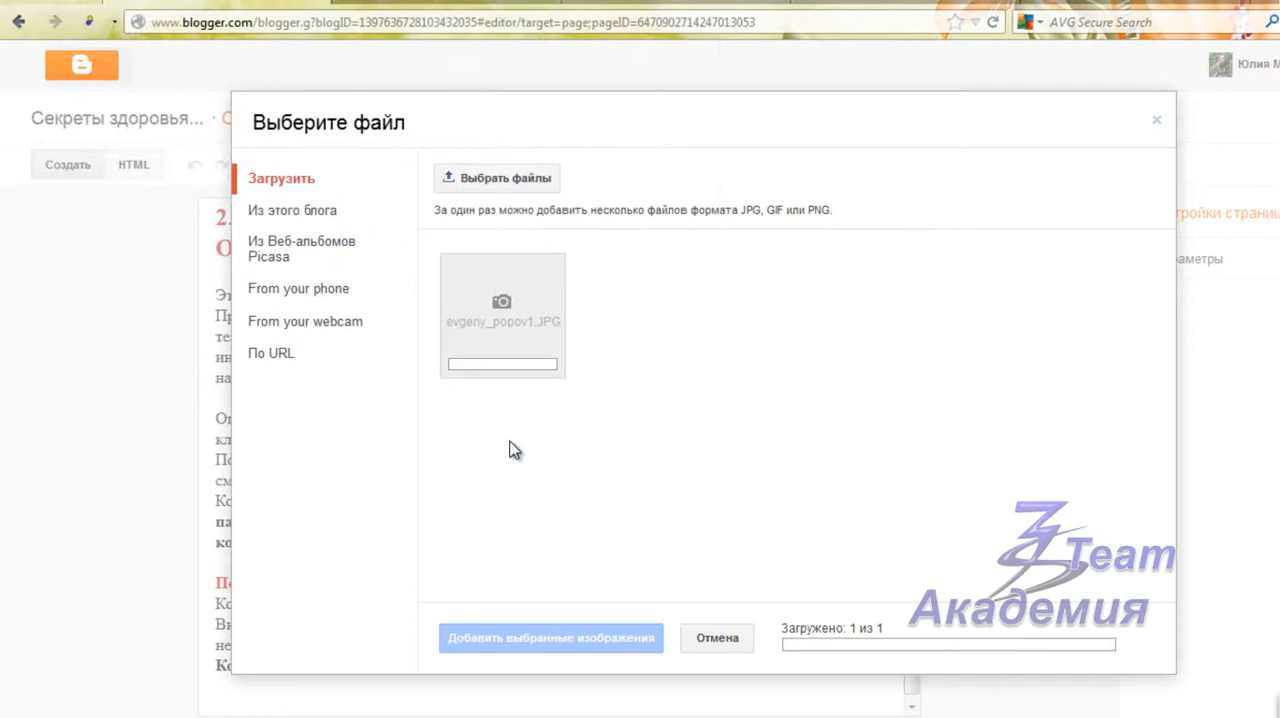 www.blogger.com/blogger.g?blogID=1397636728103432035#editor/target=page;pageID=6470902714247013053
AVG Secure Search
Юлия М
Секреты здоровья...
Создать
HTML
Выберите файл
Загрузить
Из этого блога
Из Веб-альбомов
Picasa
From your phone
From your webcam
По URL
Выбрать файлы
За один раз можно добавить несколько файлов формата JPG, GIF или PNG.
evgeny_popov1.JPG
Добавить выбранные изображения
Отмена
Загружено: 1 из 1
3 Team
Академия
2.